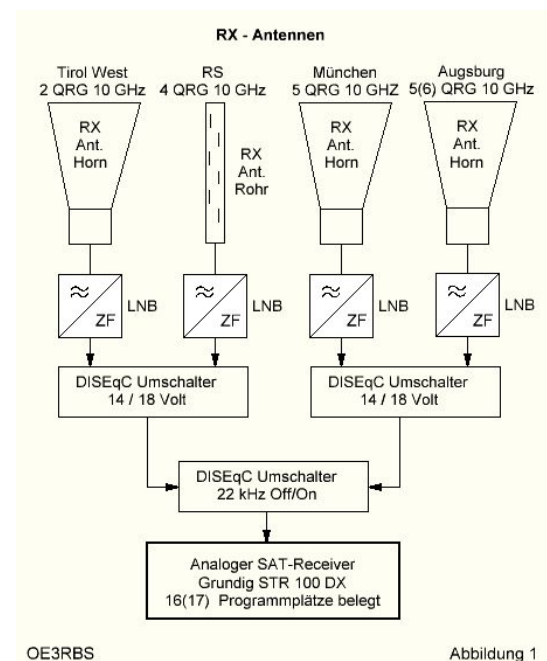 RX - Antennen
Tirol West
2 QRG 10 GHz
RS
4 QRG 10 GHz
München
5 QRG 10 GHZ
Augsburg
5(6) QRG 10 GHz
RX
Ant.
Horn
RX
Ant.
Rohr
RX
Ant.
Horn
RX
Ant.
Horn
ZF
LNB
ZF
LNB
ZF
LNB
ZF
LNB
DISEqC Umschalter
14 / 18 Volt
DISEqC Umschalter
14 / 18 Volt
DISEqC Umschalter
22 kHz Off/On
Analoger SAT-Receiver
Grundig STR 100 DX
16(17) Programmplätze belegt
OE3RBS
Abbildung 1